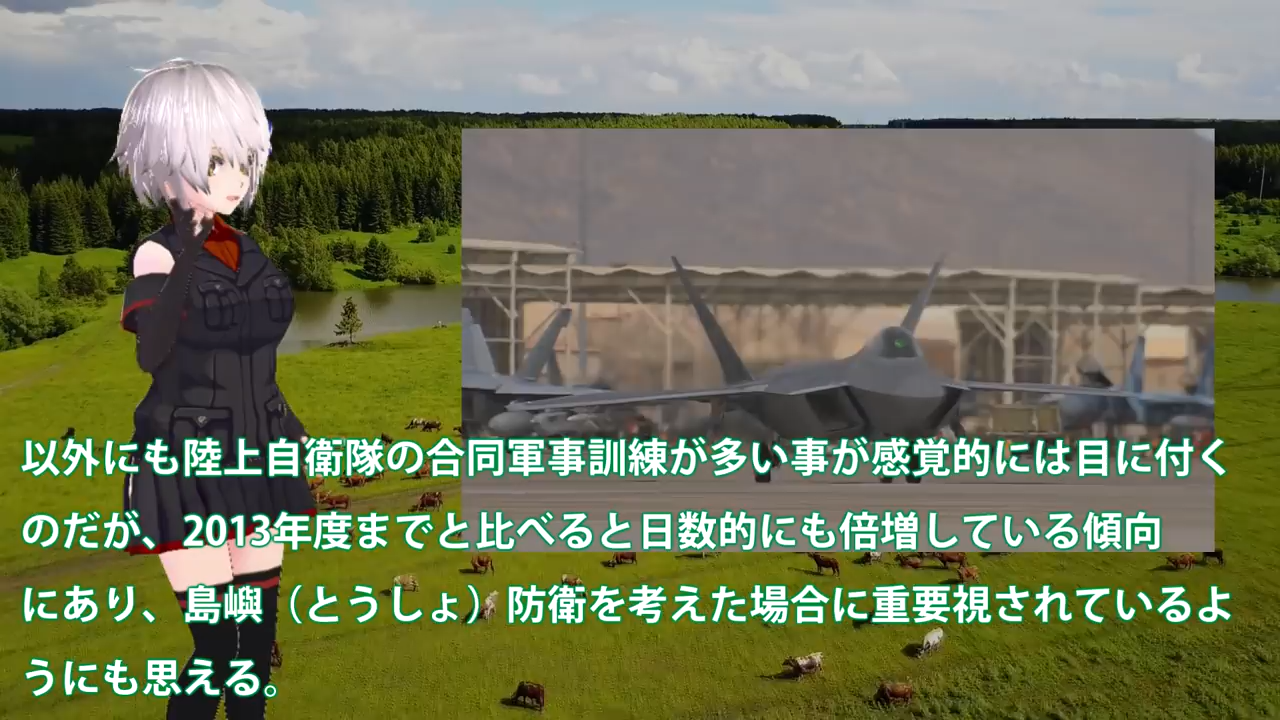 以外にも陸上自衛隊の合同軍事訓練が多い事が感覚的には目に付く
のだが、2013年度までと比べると日数的にも倍増している傾向
にあり、島嶼（とうしょ）防衛を考えた場合に重要視されているよ
うにも思える。